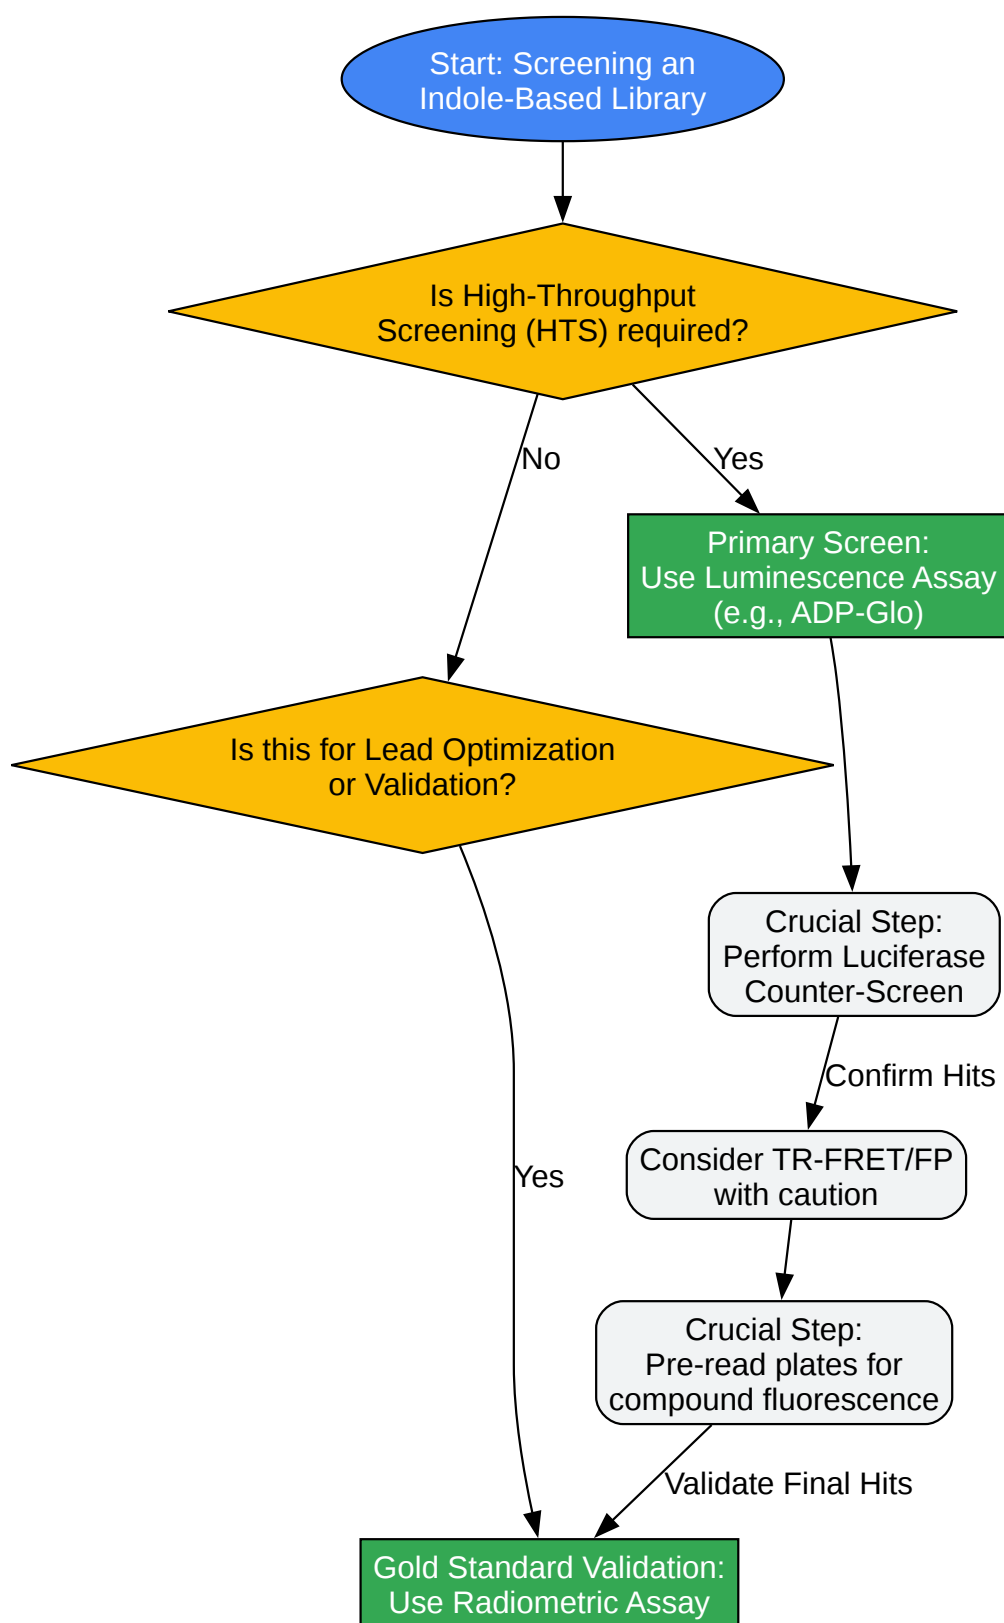 Start: Screening an
Indole-Based Library
Is High-Throughput
Screening (HTS) required?
No
Yes
Primary Screen:
Use Luminescence Assay
(e.g., ADP-Glo)
Is this for Lead Optimization
or Validation?
Crucial Step:
Perform Luciferase
Counter-Screen
Confirm Hits
Consider TR-FRET/FP
with caution
Yes
Crucial Step:
Pre-read plates for
compound fluorescence
Validate Final Hits
Gold Standard Validation:
Use Radiometric Assay